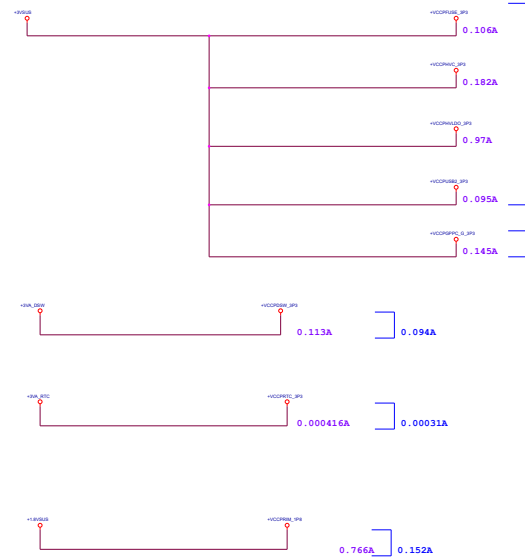 +3VSUS
+VCCPFUSE_3P3
0.106A
+VCCPHVC_3P3
0.182A
+VCCPHVLDO_3P3
0.97A
+VCCPUSB2_3P3
0.095A
+VCCPGPPC_G_3P3
0.145A
+3VA_DSW
+VCCPDSW_3P3
0.113A
0.094A
+3VA_RTC
+VCCPRTC_3P3
0.000416A
0.00031A
+1.8VSUS
+VCCPRIM_1P8
0.766A
0.152A